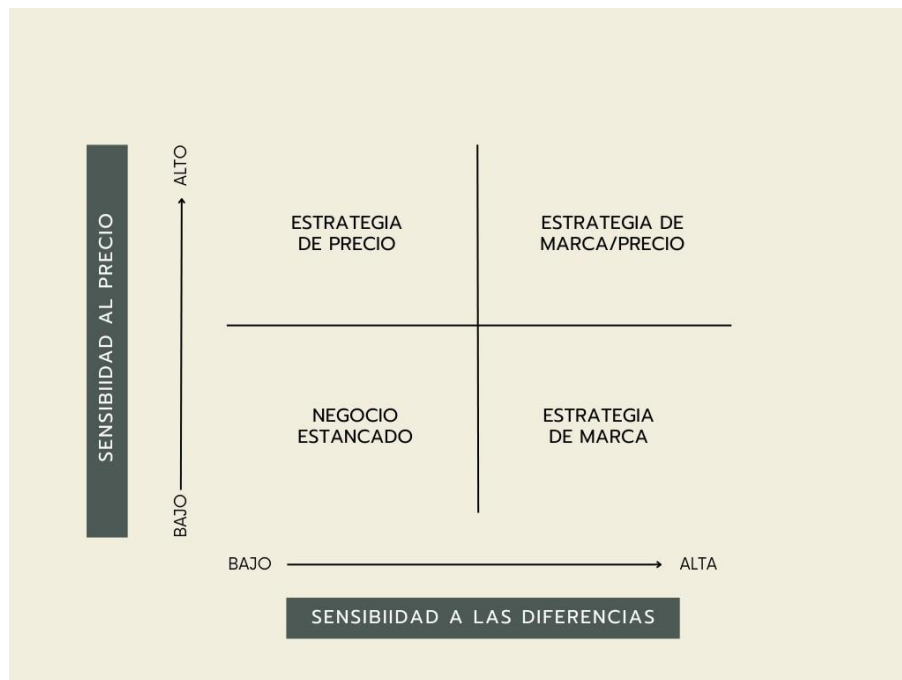 SENSIBIIDAD AL PRECIO
ALTO
BAJO
ESTRATEGIA
DE PRECIO
ESTRATEGIA DE
MARCA/PRECIO
NEGOCIO
ESTANCADO
ESTRATEGIA
DE MARCA
BAJO
ALTA
SENSIBIIDAD A LAS DIFERENCIAS